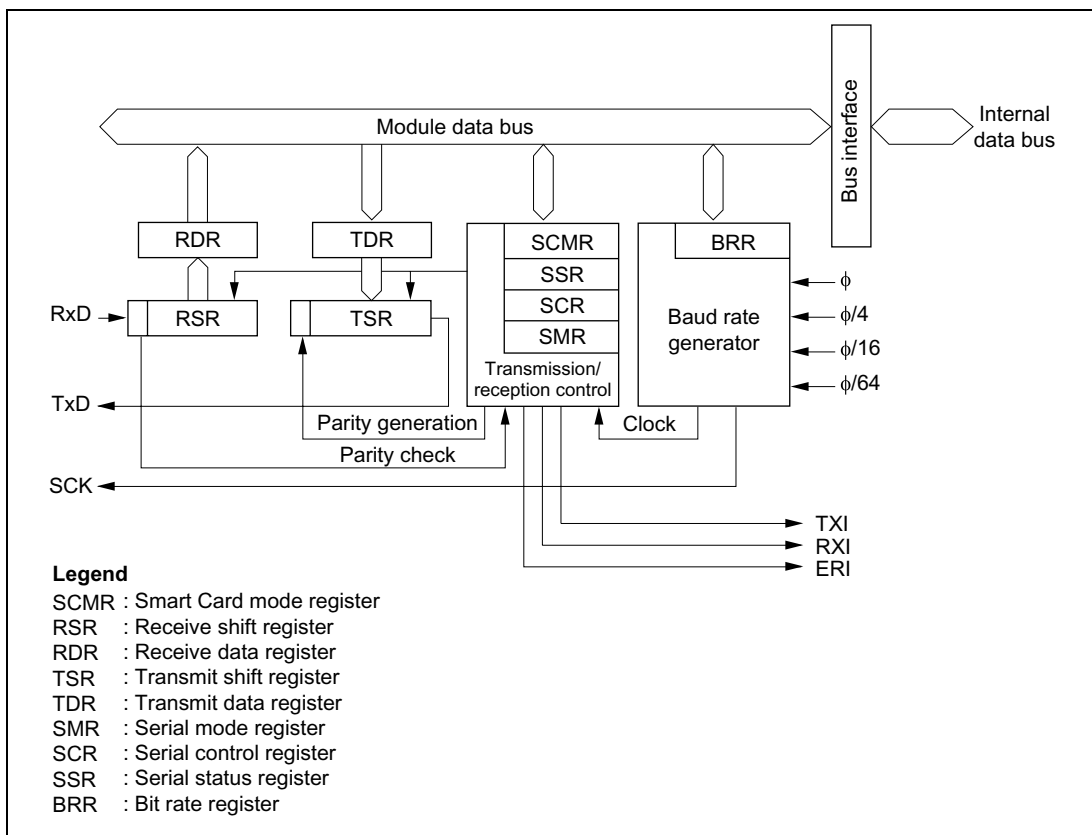 Module data bus
Bus interface
Internal
data bus
RDR
TDR
SCMR
BRR
SSR
SCR
SMR
RxD
RSR
TSR
Baud rate
generator
ϕ
ϕ/4
ϕ/16
ϕ/64
Transmission/
reception control
TxD
Parity generation
Clock
Parity check
SCK
TXI
RXI
ERI
Legend
SCMR : Smart Card mode register
RSR : Receive shift register
RDR : Receive data register
TSR : Transmit shift register
TDR : Transmit data register
SMR : Serial mode register
SCR : Serial control register
SSR : Serial status register
BRR : Bit rate register